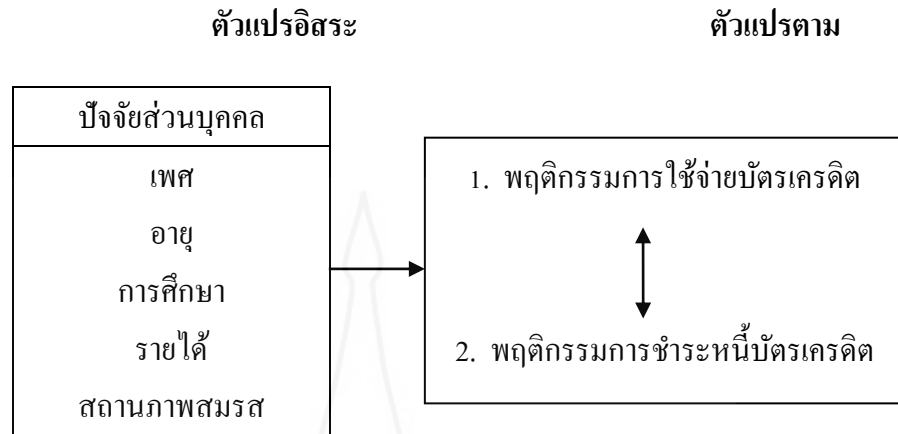 ตัวแปรอิสระ ตัวแปรตาม
ปัจจัยส่วนบุคคล
เพศ
อายุ
การศึกษา
รายได้
สถานภาพสมรส
1. พฤติกรรมการใช้จ่ายบัตรเครดิต
2. พฤติกรรมการชำระหนี้บัตรเครดิต